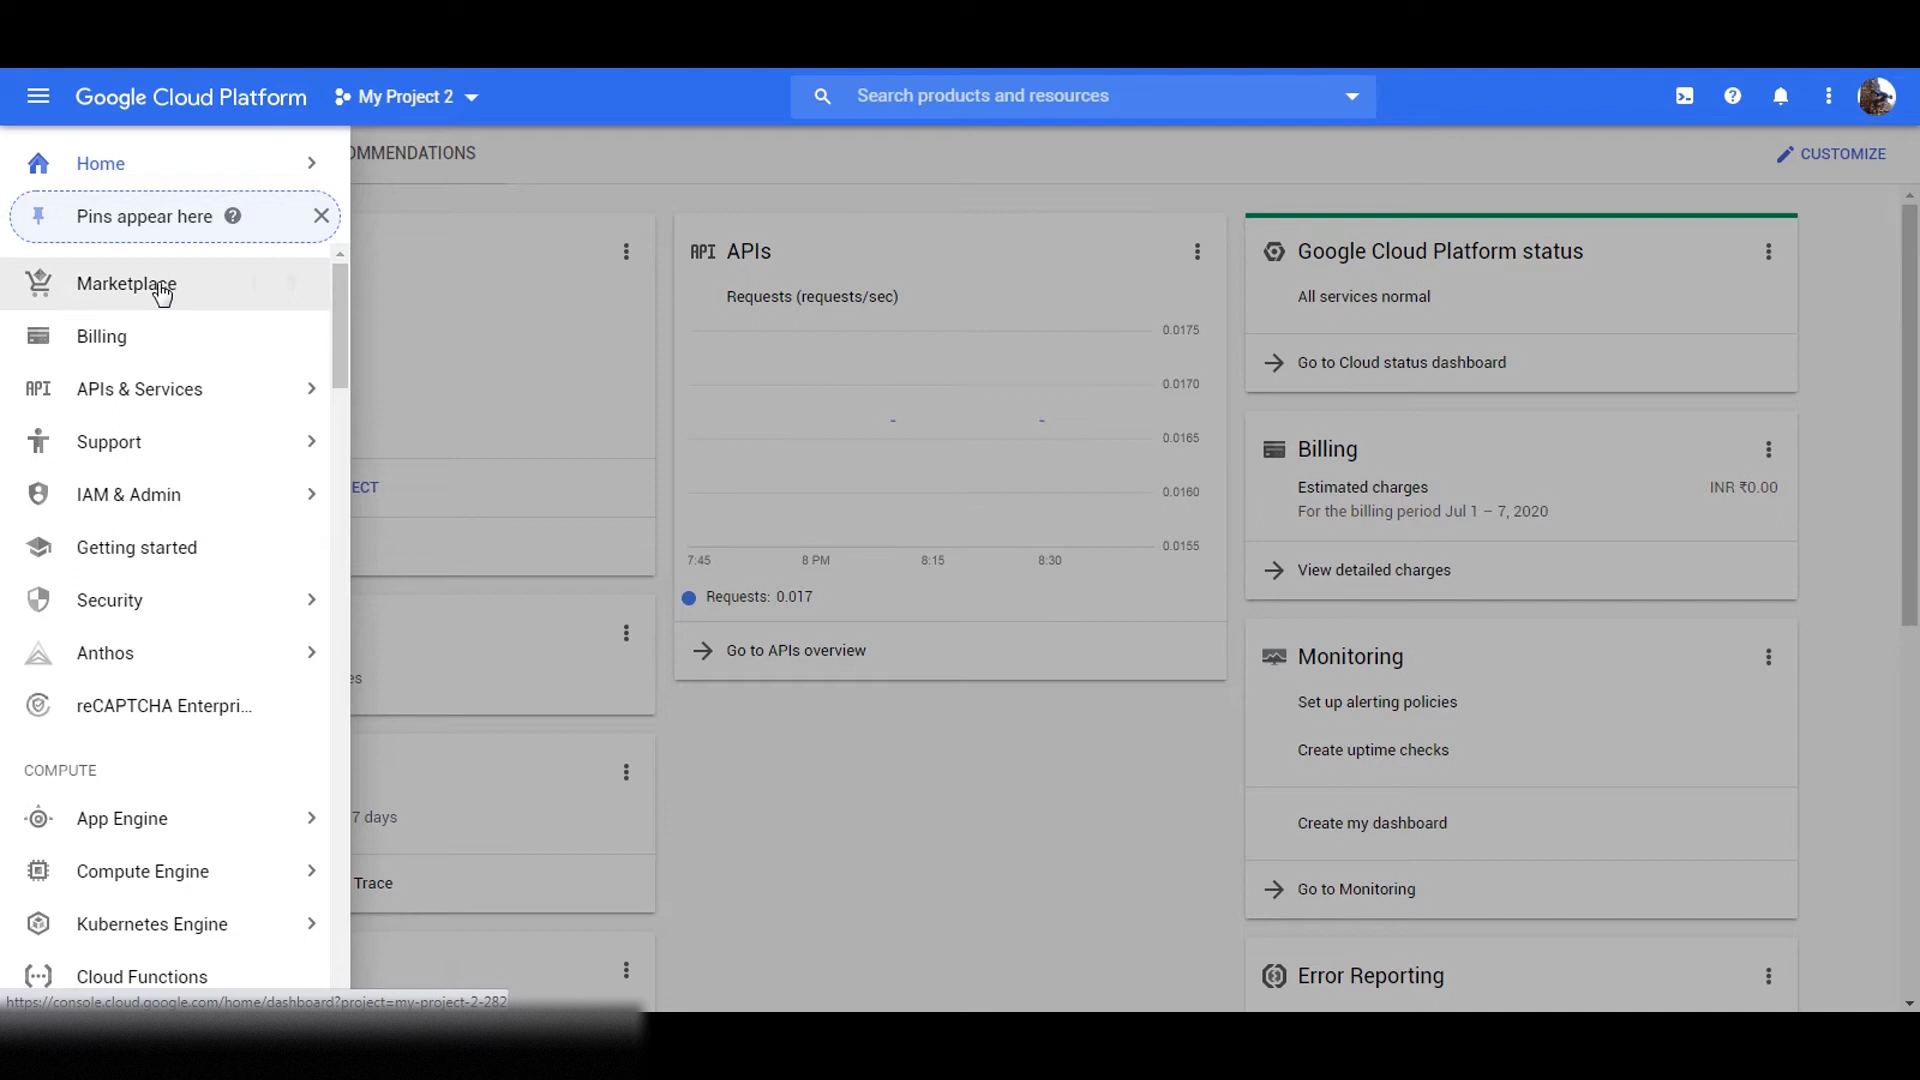 Google Cloud Platform
My Project 2
Search products and resources
Home
Pins appear here
Marketplace
Billing
API APIs & Services
Support
IAM & Admin
Getting started
Security
Anthos
reCAPTCHA Enterpri...
COMPUTE
App Engine
Compute Engine
Kubernetes Engine
Cloud Functions
https://console.cloud.google.com/home/dashboard?project=my-project-2-282
OMMENDATIONS
CUSTOMIZE
ECT
es
7 days
Trace
API APIs
Requests (requests/sec)
0.0175
0.0170
0.0165
0.0160
0.0155
7:45 8 PM 8:15 8:30
Requests: 0.017
Go to APIs overview
Google Cloud Platform status
All services normal
Go to Cloud status dashboard
Billing
Estimated charges INR ₹0.00
For the billing period Jul 1 – 7, 2020
View detailed charges
Monitoring
Set up alerting policies
Create uptime checks
Create my dashboard
Go to Monitoring
Error Reporting